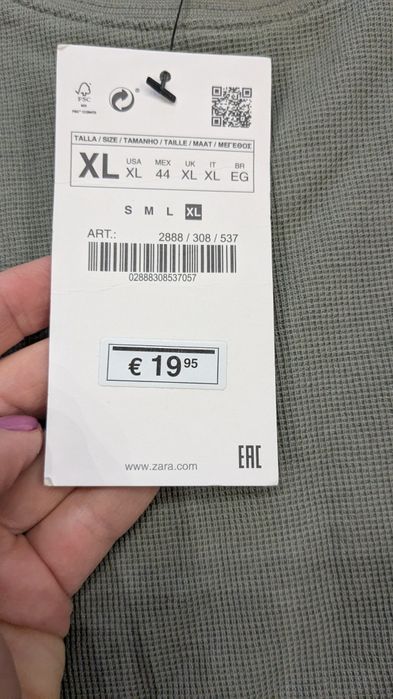 FSC
MIX
TALLA / SIZE / TAMANHO / TAILLE / MAAT / ΜΕΓΕΘΟΣ
XL USA XL MEX 44 UK XL IT XL BR EG
S M L XL
ART.: 2888 / 308 / 537
02888308537057
€ 19 95
www.zara.com EAC